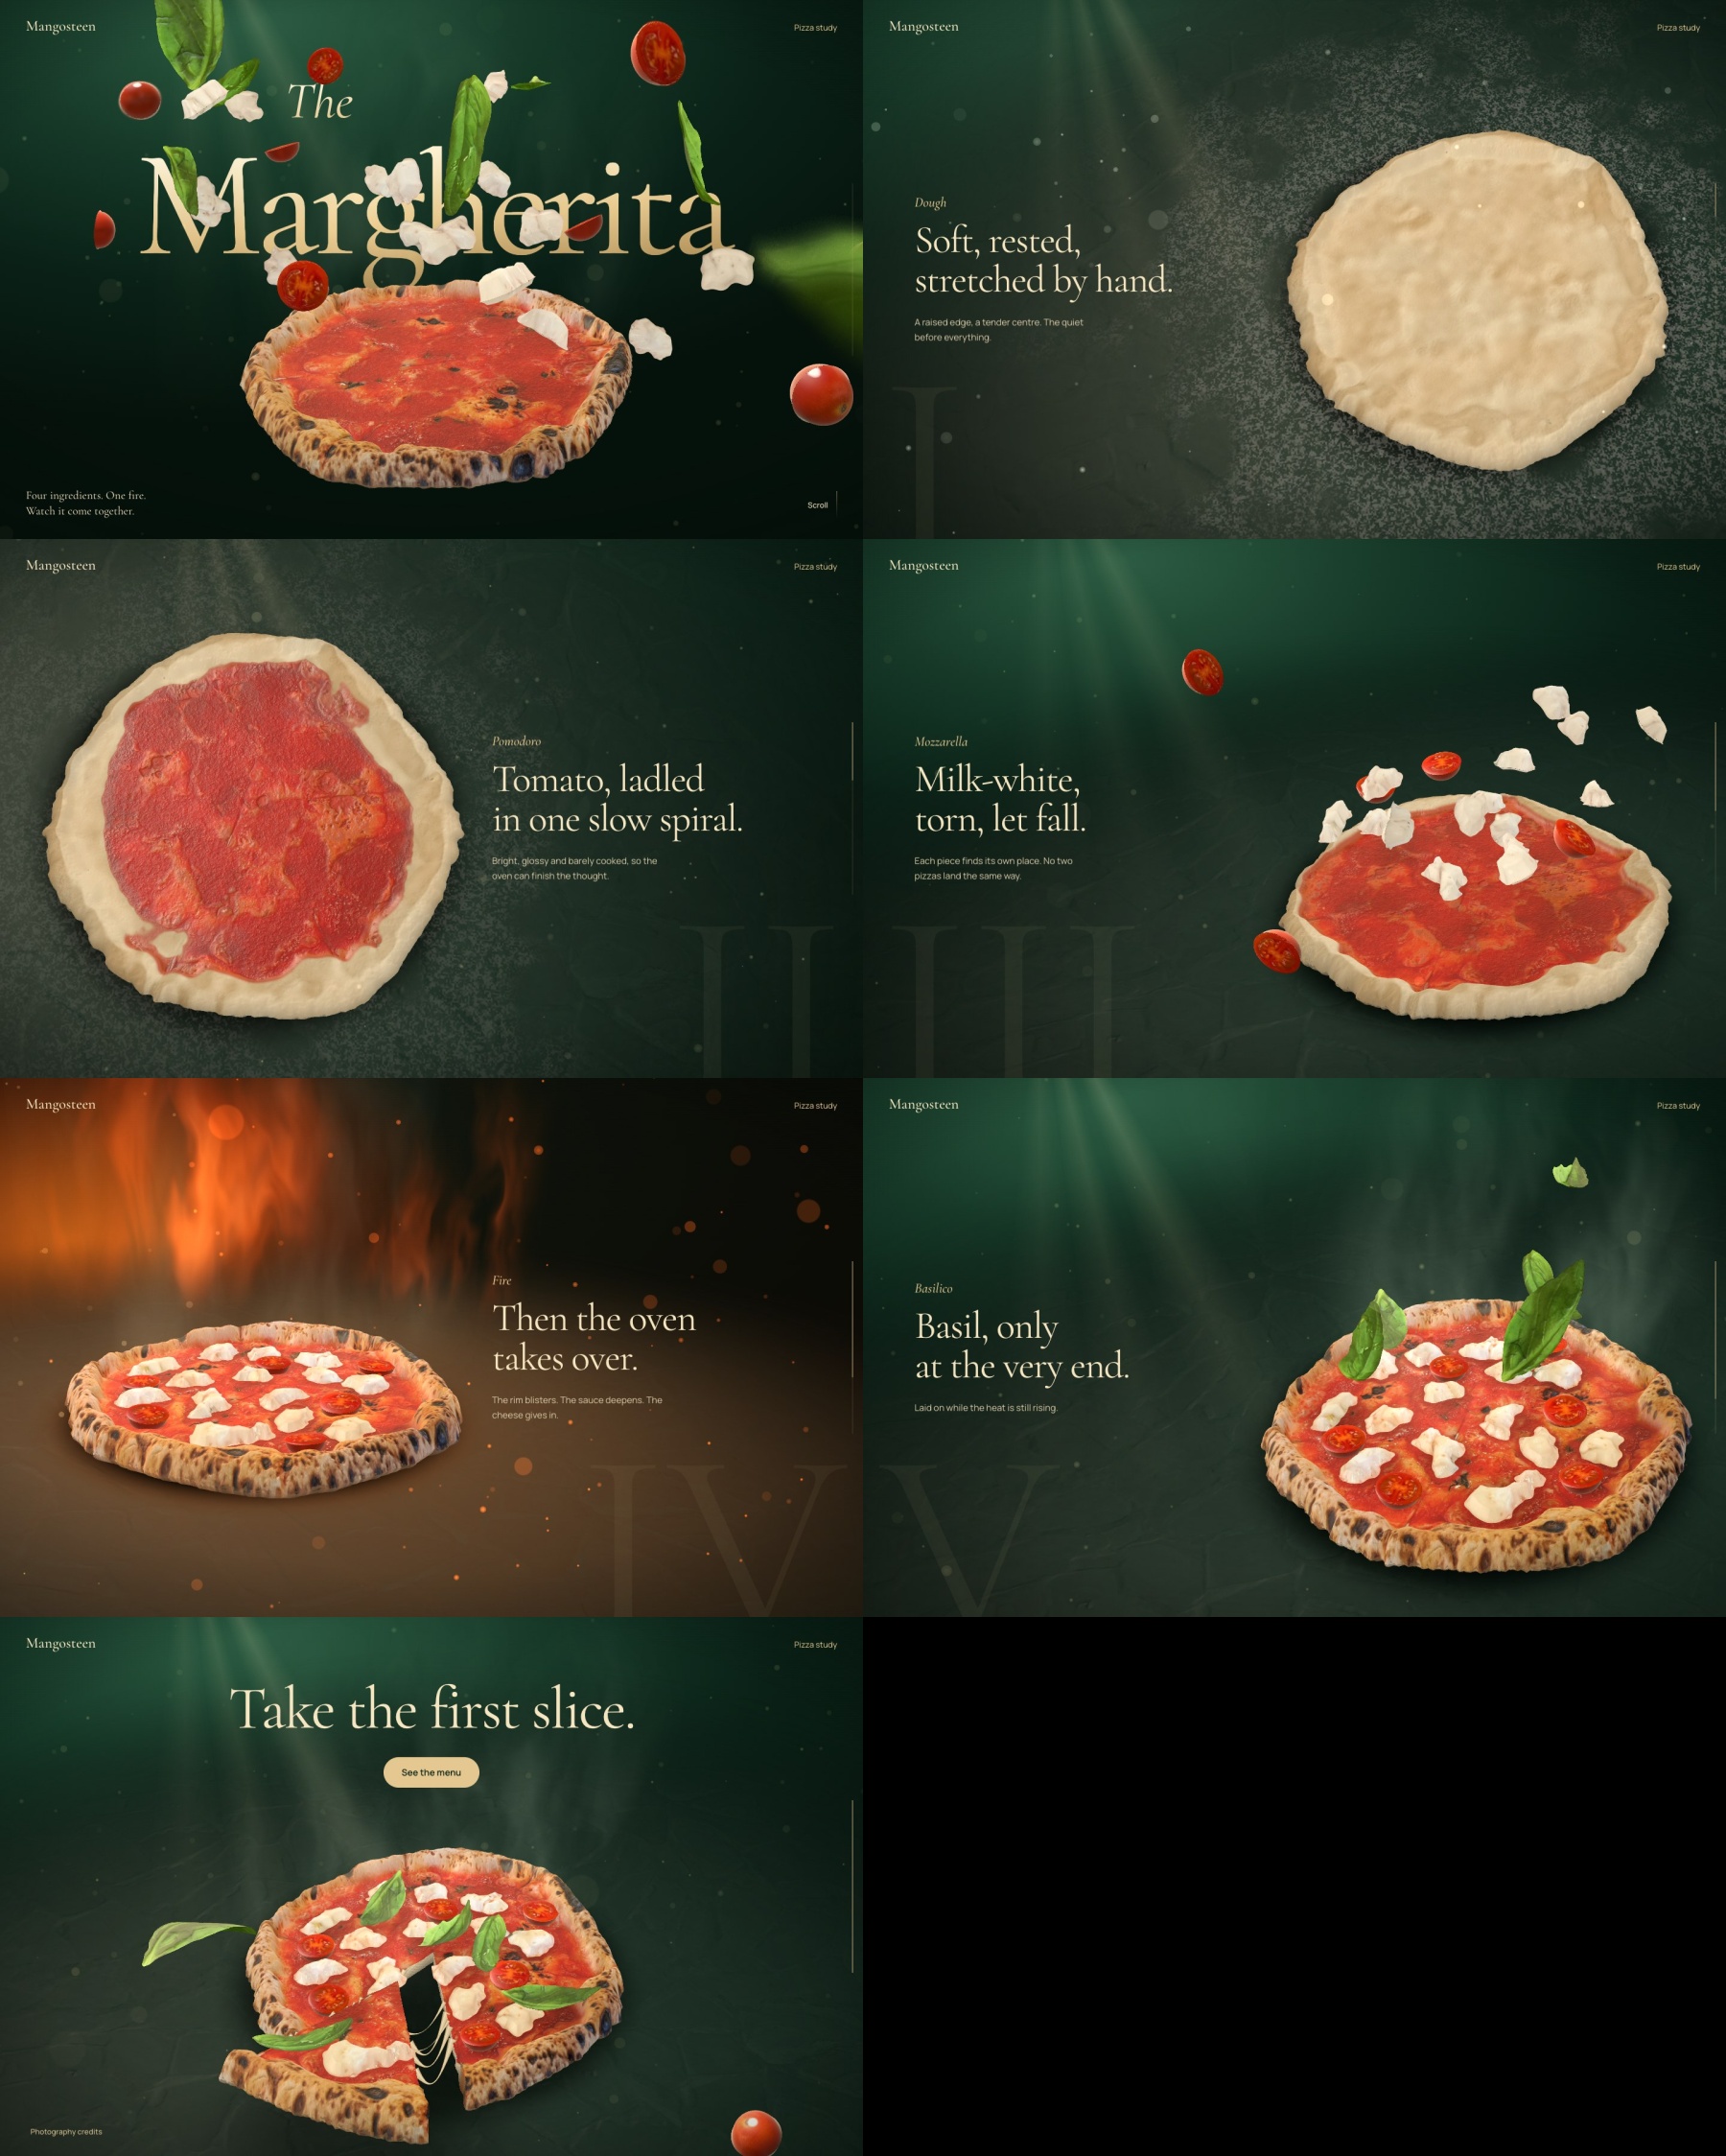 Mangosteen
Pizza study
The
Margherita
Four ingredients. One fire.
Watch it come together.
Scroll
Mangosteen
Pizza study
Dough
Soft, rested,
stretched by hand.
A raised edge, a tender centre. The quiet
before everything.
I
Mangosteen
Pizza study
Pomodoro
Tomato, ladled
in one slow spiral.
Bright, glossy and barely cooked, so the
oven can finish the thought.
II
Mangosteen
Pizza study
Mozzarella
Milk-white,
torn, let fall.
Each piece finds its own place. No two
pizzas land the same way.
III
Mangosteen
Pizza study
Fire
Then the oven
takes over.
The rim blisters. The sauce deepens. The
cheese gives in.
IV
Mangosteen
Pizza study
Basilico
Basil, only
at the very end.
Laid on while the heat is still rising.
V
Mangosteen
Pizza study
Take the first slice.
See the menu
Photography credits